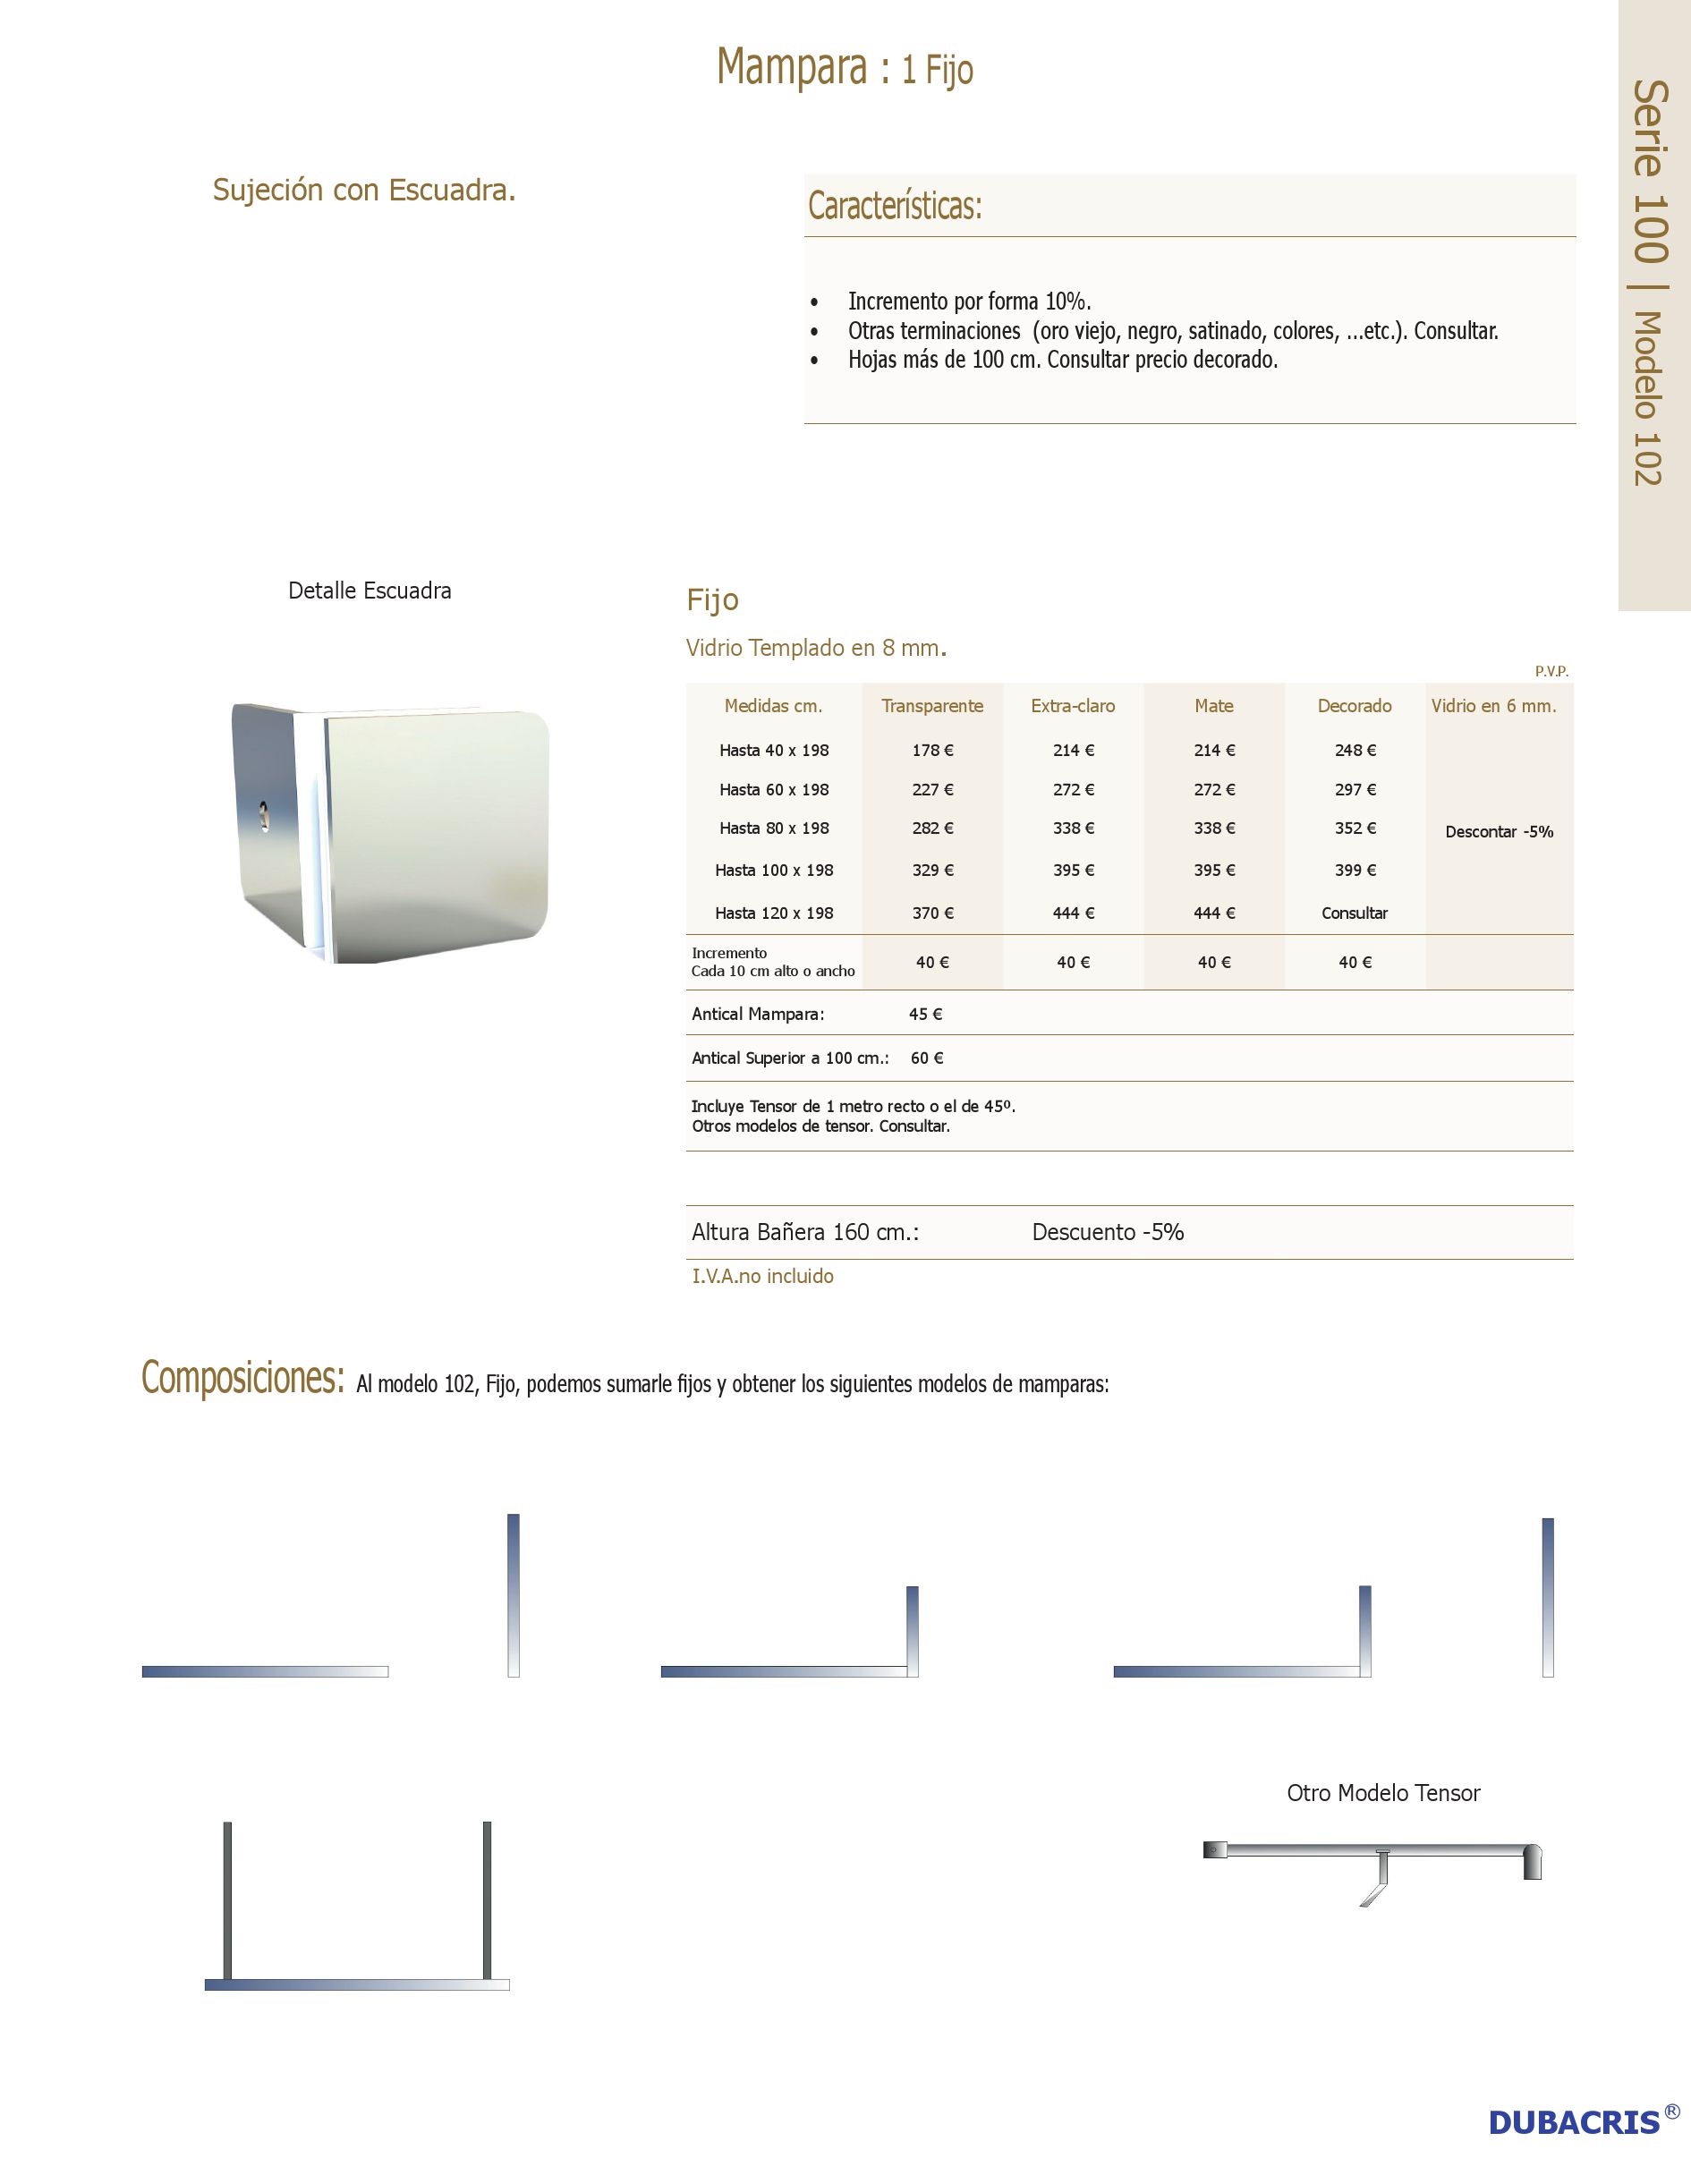 Mampara : 1 Fijo
Serie 100 | Modelo 102
Sujeción con Escuadra.
Características:
• Incremento por forma 10%.
• Otras terminaciones (oro viejo, negro, satinado, colores, ...etc.). Consultar.
• Hojas más de 100 cm. Consultar precio decorado.
Detalle Escuadra
Fijo
Vidrio Templado en 8 mm.
P.V.P.
Medidas cm. Transparente Extra-claro Mate Decorado Vidrio en 6 mm.
Hasta 40 x 198 178 € 214 € 214 € 248 €
Hasta 60 x 198 227 € 272 € 272 € 297 €
Hasta 80 x 198 282 € 338 € 338 € 352 € Descontar -5%
Hasta 100 x 198 329 € 395 € 395 € 399 €
Hasta 120 x 198 370 € 444 € 444 € Consultar
Incremento
Cada 10 cm alto o ancho 40 € 40 € 40 € 40 €
Antical Mampara: 45 €
Antical Superior a 100 cm.: 60 €
Incluye Tensor de 1 metro recto o el de 45º.
Otros modelos de tensor. Consultar.
Altura Bañera 160 cm.: Descuento -5%
I.V.A.no incluido
Composiciones: Al modelo 102, Fijo, podemos sumarle fijos y obtener los siguientes modelos de mamparas:
Otro Modelo Tensor
DUBACRIS®